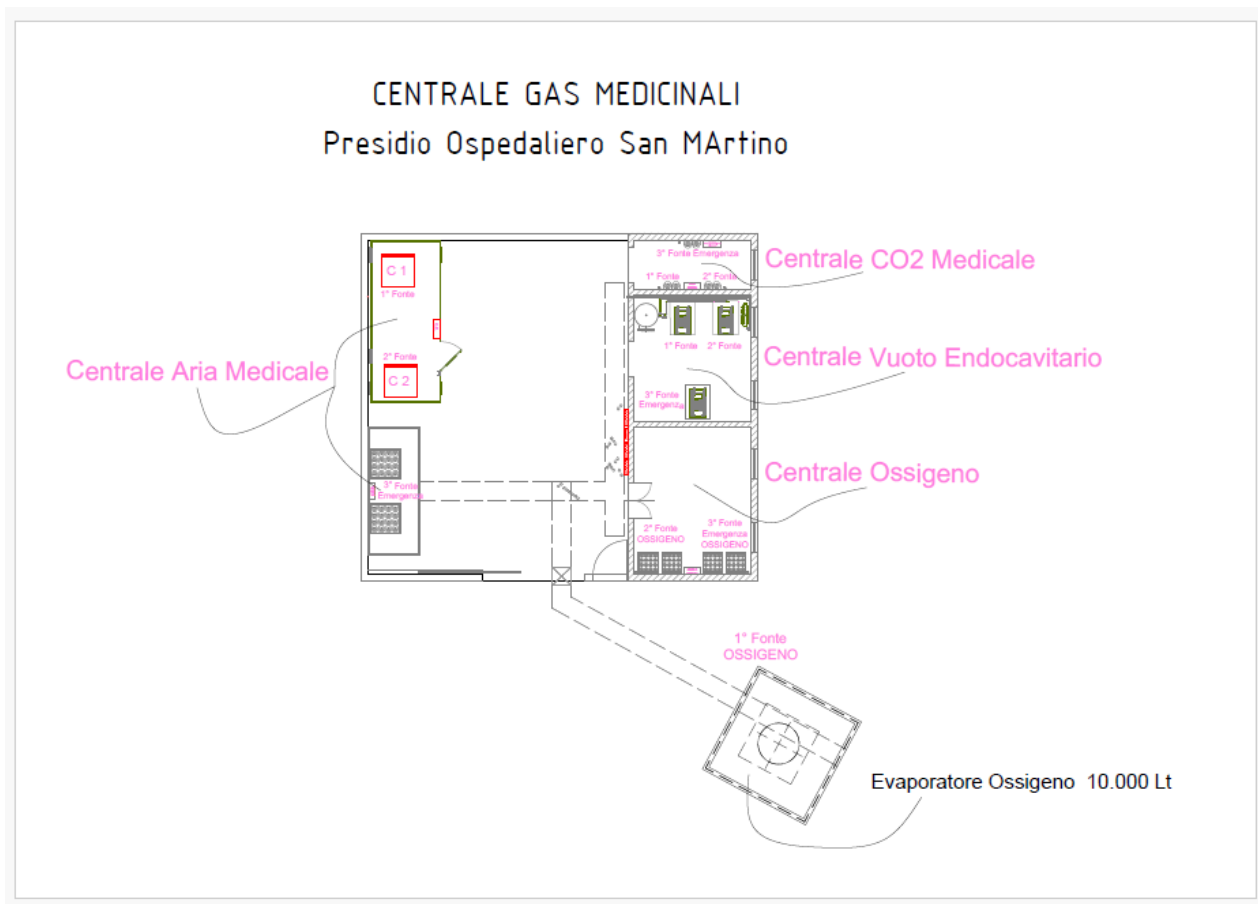 CENTRALE GAS MEDICINALI
Presidio Ospedaliero San MArtino
C 1
1° Fonte
2° Fonte
C 2
Centrale Aria Medicale
3° Fonte
Emergenza
3° Fonte Emergenza
1° Fonte
2° Fonte
Centrale CO2 Medicale
1° Fonte
2° Fonte
3° Fonte
Emergenza
Centrale Vuoto Endocavitario
Centrale Ossigeno
2° Fonte
OSSIGENO
3° Fonte
Emergenza
OSSIGENO
1° Fonte
OSSIGENO
Evaporatore Ossigeno 10.000 Lt